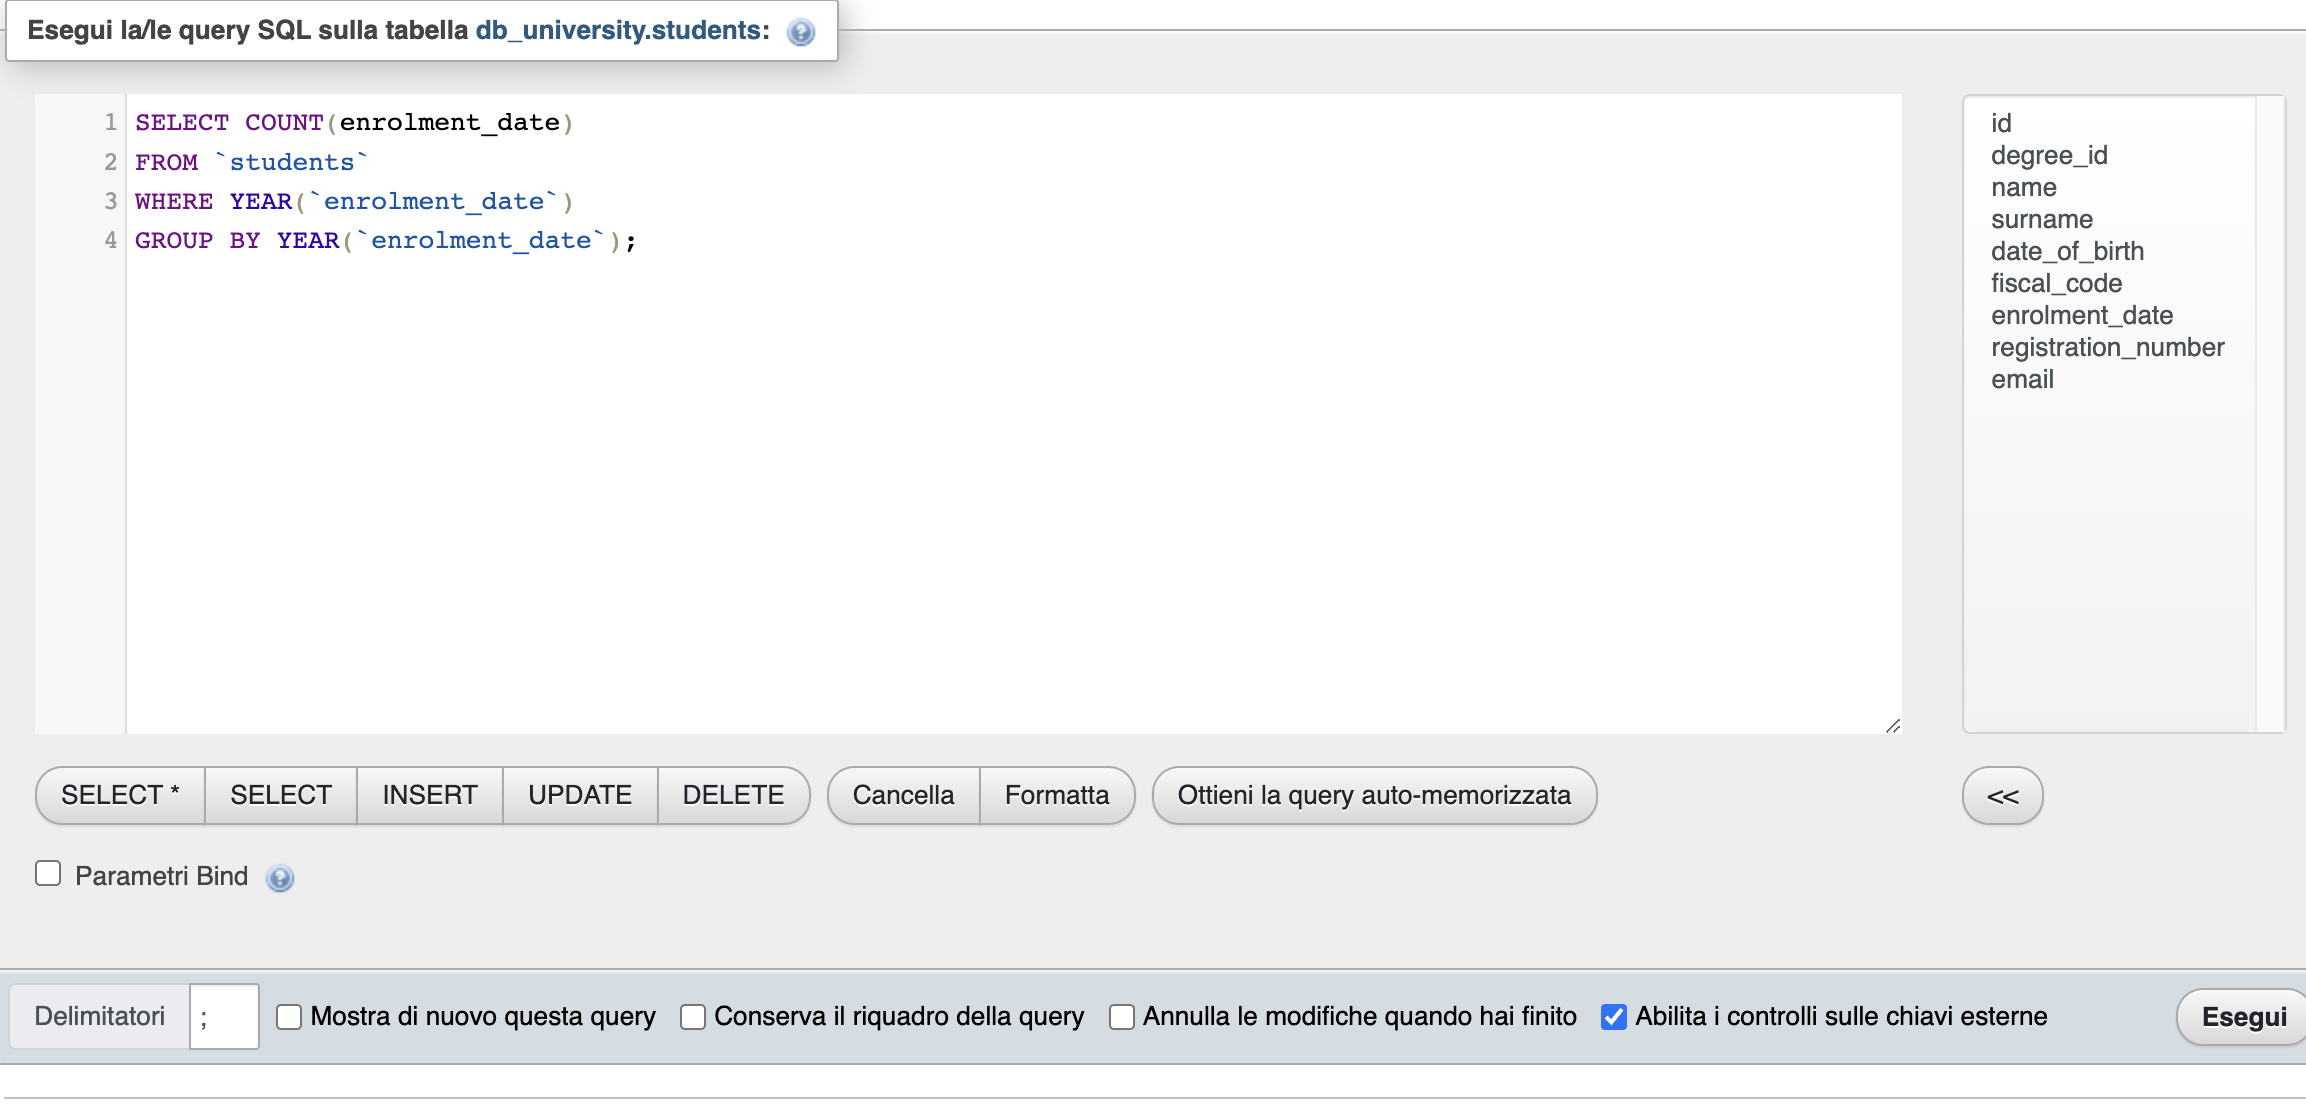 Esegui la/le query SQL sulla tabella db_university.students:
1 SELECT COUNT(enrolment_date)
2 FROM `students`
3 WHERE YEAR(`enrolment_date`)
4 GROUP BY YEAR(`enrolment_date`);
id
degree_id
name
surname
date_of_birth
fiscal_code
enrolment_date
registration_number
email
SELECT * SELECT INSERT UPDATE DELETE Cancella Formatta Ottieni la query auto-memorizzata <<
Parametri Bind
Delimitatori ; Mostra di nuovo questa query Conserva il riquadro della query Annulla le modifiche quando hai finito Abilita i controlli sulle chiavi esterne Esegui